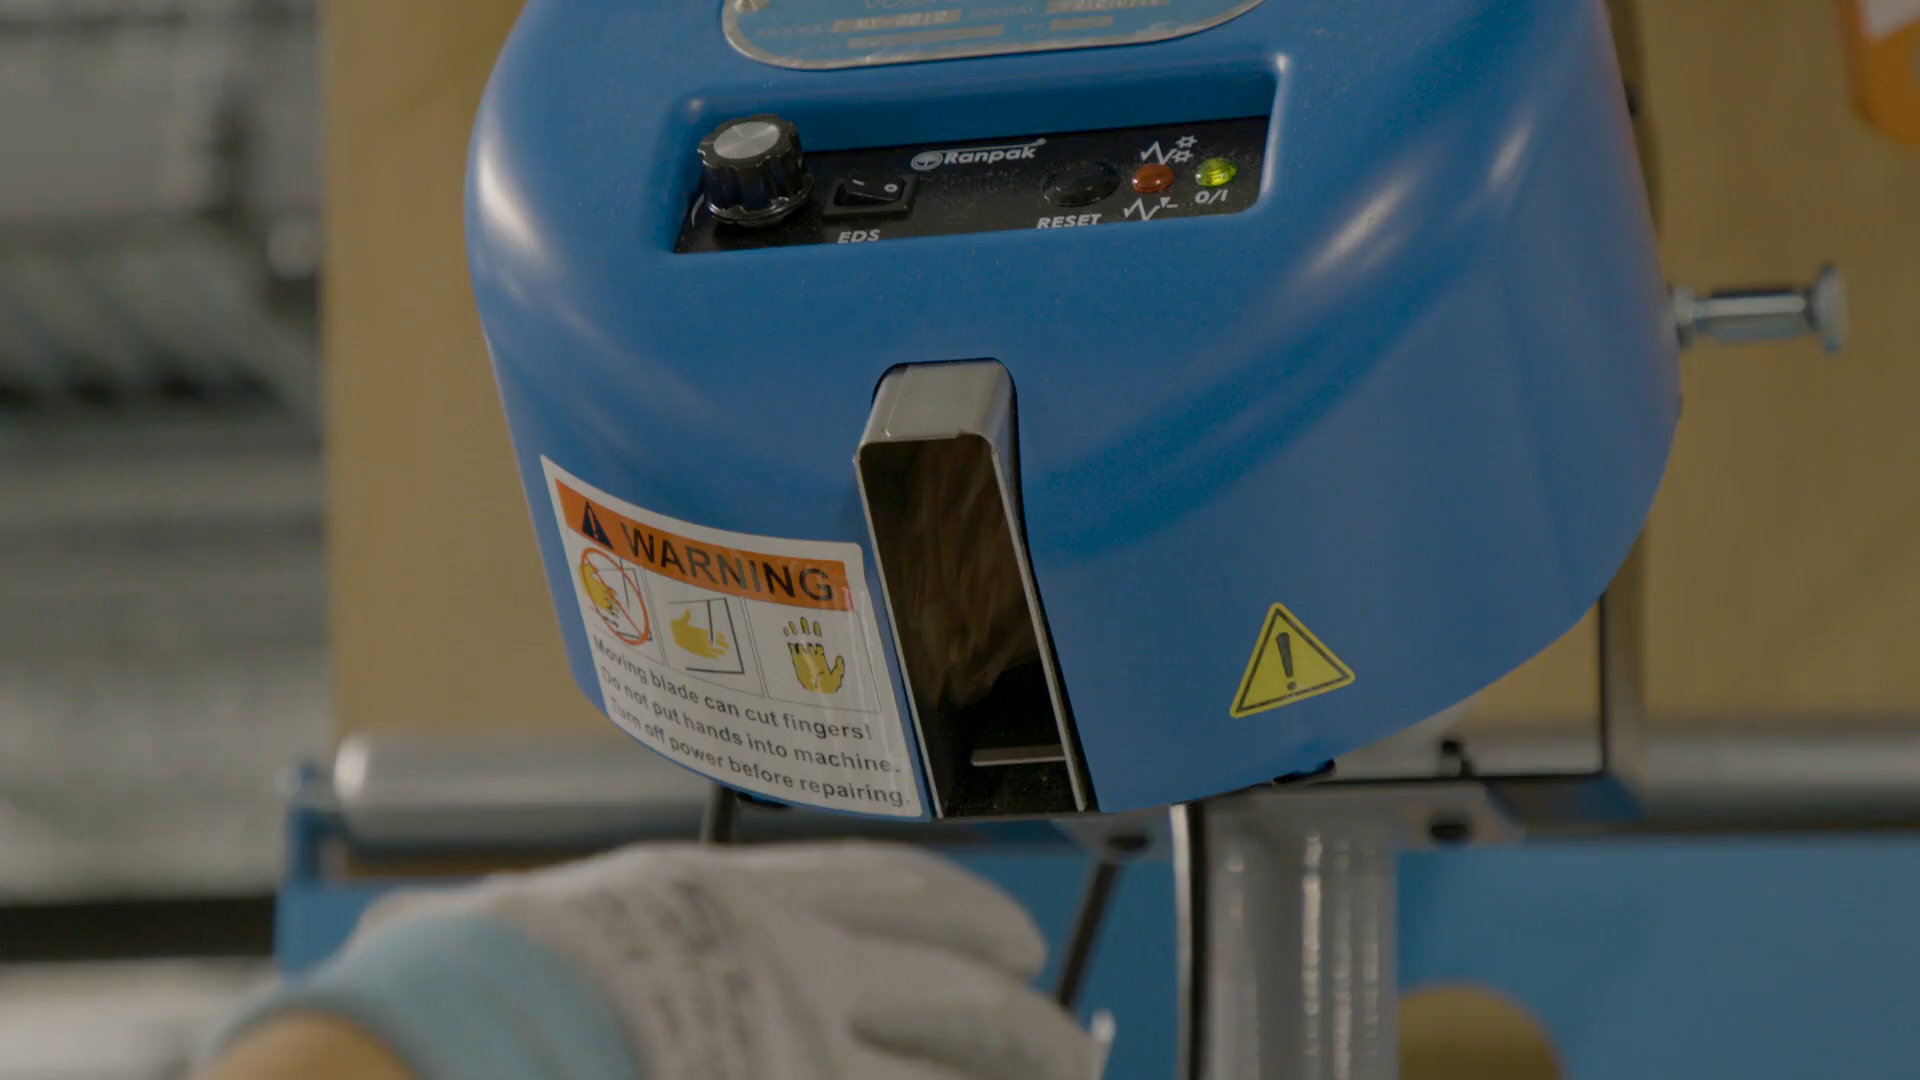 Ranpak
EDS
RESET
O/I
WARNING
Moving blade can cut fingers!
Do not put hands into machine.
Turn off power before repairing.